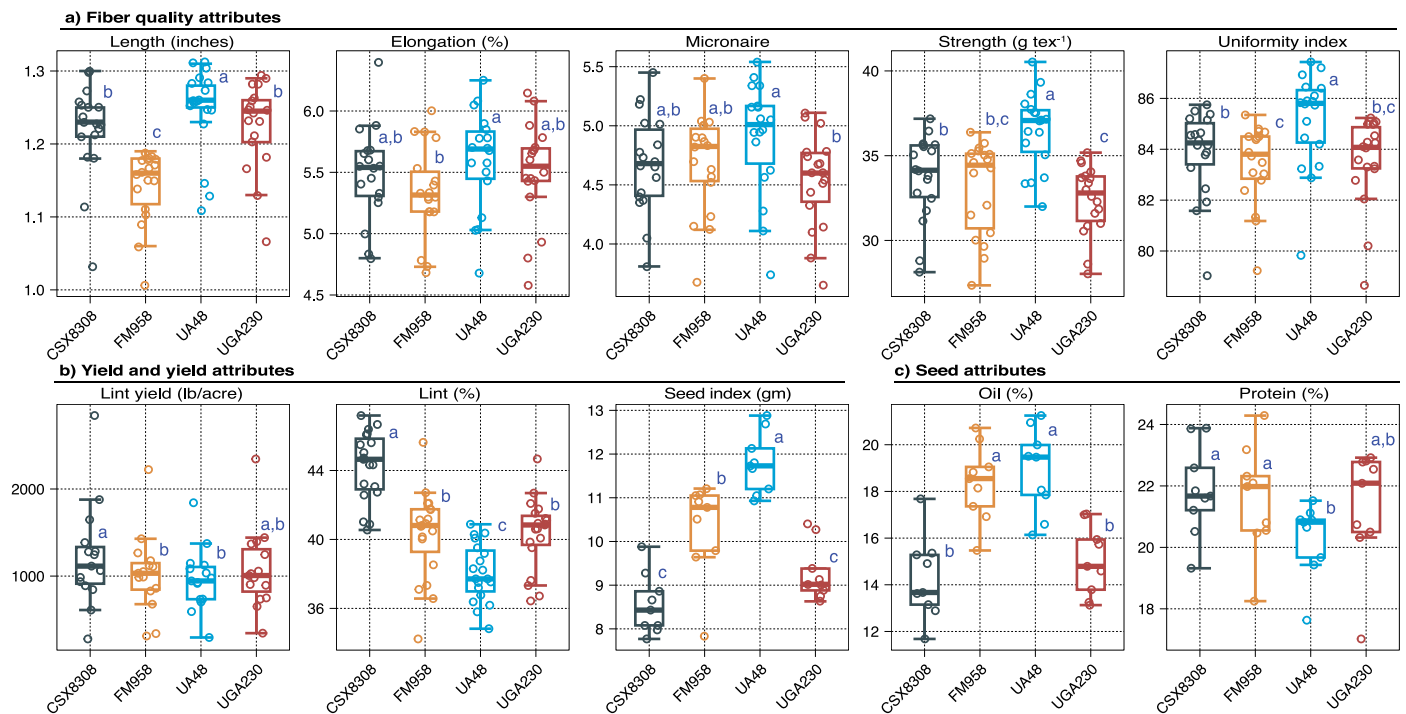 a) Fiber quality attributes
Length (inches) Elongation (%) Micronaire Strength (g tex⁻¹) Uniformity index
1.3
1.2
1.1
1.0
b
c
a
b
CSX8308 FM958 UA48 UGA230
6.0
5.5
5.0
4.5
a,b
b
a
a,b
CSX8308 FM958 UA48 UGA230
5.5
5.0
4.5
4.0
a,b
a,b
a
b
CSX8308 FM958 UA48 UGA230
40
35
30
b
b,c
a
c
CSX8308 FM958 UA48 UGA230
86
84
82
80
b
c
a
b,c
CSX8308 FM958 UA48 UGA230
b) Yield and yield attributes
c) Seed attributes
Lint yield (lb/acre) Lint (%) Seed index (gm) Oil (%) Protein (%)
2000
1000
a
b
b
a,b
CSX8308 FM958 UA48 UGA230
44
40
36
a
b
c
b
CSX8308 FM958 UA48 UGA230
13
12
11
10
9
8
c
b
a
c
CSX8308 FM958 UA48 UGA230
20
18
16
14
12
b
a
a
b
CSX8308 FM958 UA48 UGA230
24
22
20
18
a
a
b
a,b
CSX8308 FM958 UA48 UGA230